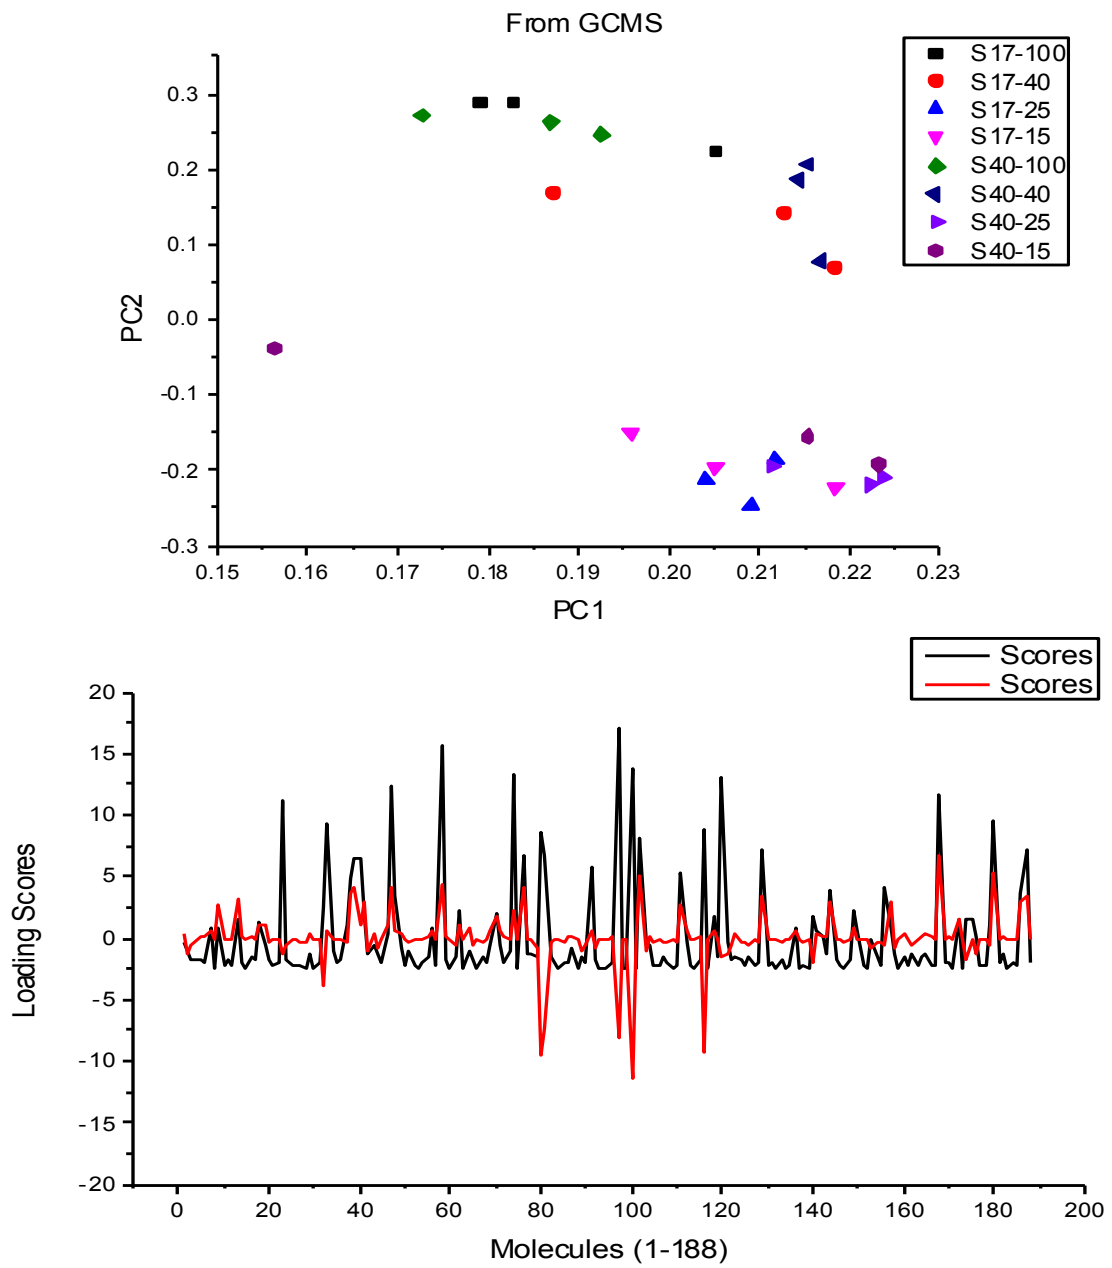 From GCMS
S17-100
S17-40
S17-25
S17-15
S40-100
S40-40
S40-25
S40-15
0.3
0.2
0.1
0.0
-0.1
-0.2
-0.3
PC2
0.15 0.16 0.17 0.18 0.19 0.20 0.21 0.22 0.23
PC1
Scores
Scores
20
15
10
5
0
-5
-10
-15
-20
Loading Scores
0 20 40 60 80 100 120 140 160 180 200
Molecules (1-188)